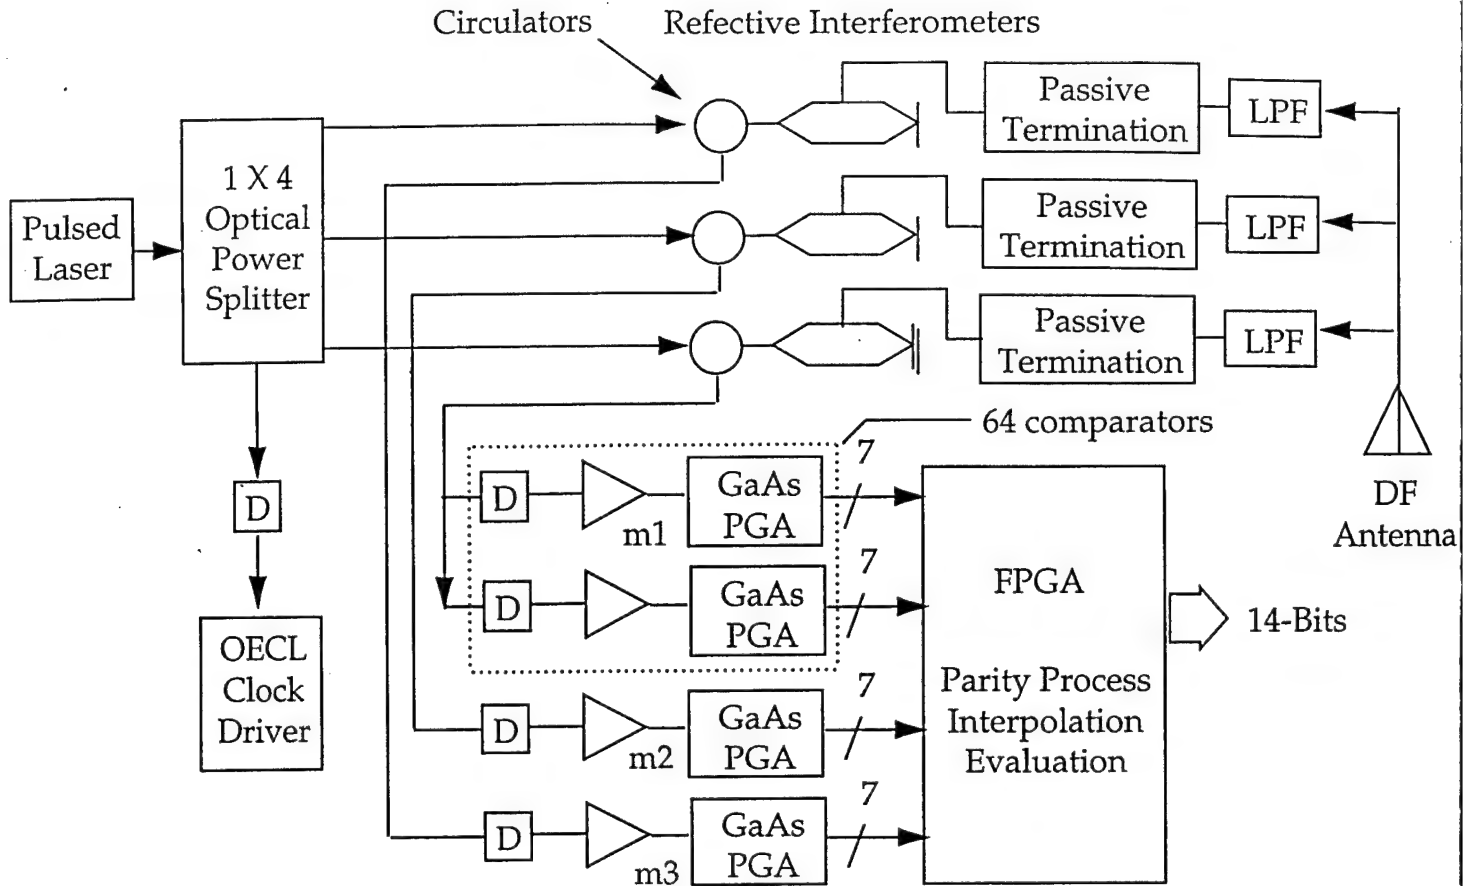 Circulators
Refective Interferometers
Passive
Termination
LPF
1 X 4
Optical
Power
Splitter
Pulsed
Laser
Passive
Termination
LPF
Passive
Termination
LPF
64 comparators
7
D
GaAs
PGA
m1
DF
Antenna
D
7
D
GaAs
PGA
FPGA
14-Bits
OECL
Clock
Driver
7
D
GaAs
PGA
m2
Parity Process
Interpolation
Evaluation
7
D
GaAs
PGA
m3